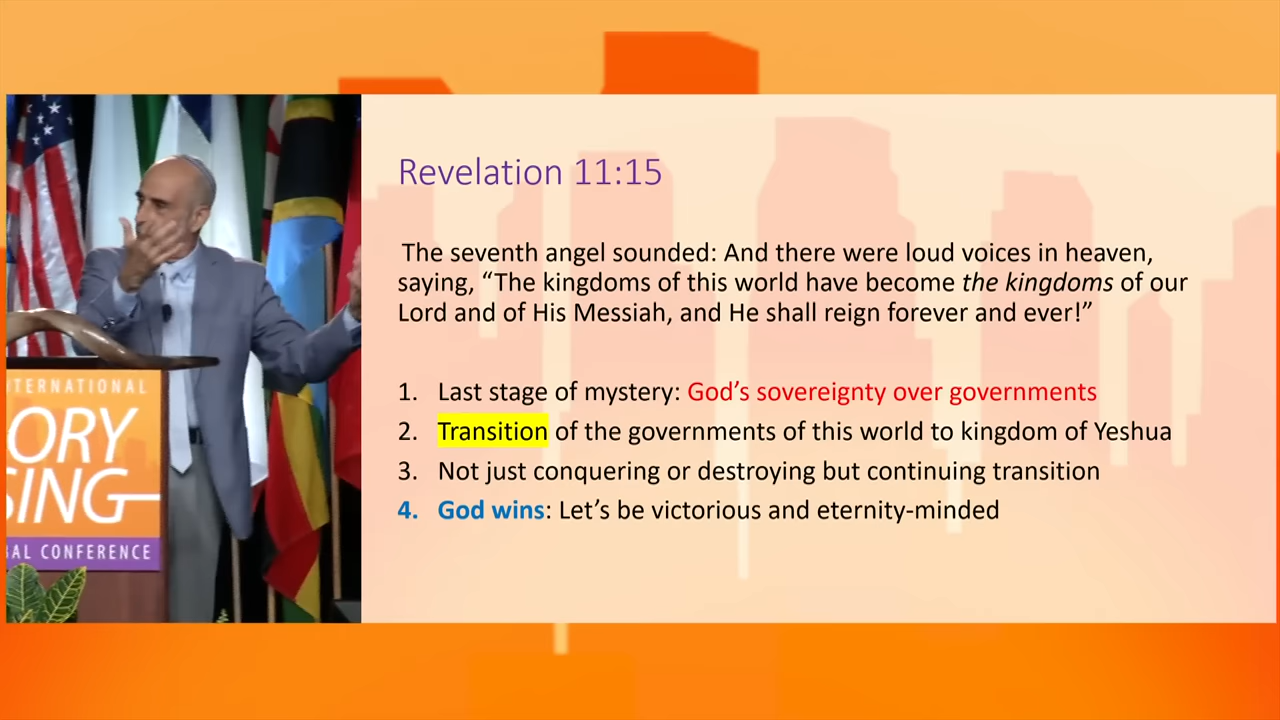 Revelation 11:15
The seventh angel sounded: And there were loud voices in heaven,
saying, “The kingdoms of this world have become the kingdoms of our
Lord and of His Messiah, and He shall reign forever and ever!”
1. Last stage of mystery: God’s sovereignty over governments
2. Transition of the governments of this world to kingdom of Yeshua
3. Not just conquering or destroying but continuing transition
4. God wins: Let’s be victorious and eternity-minded
TERNATIONAL
ORY
SING
BAL CONFERENCE